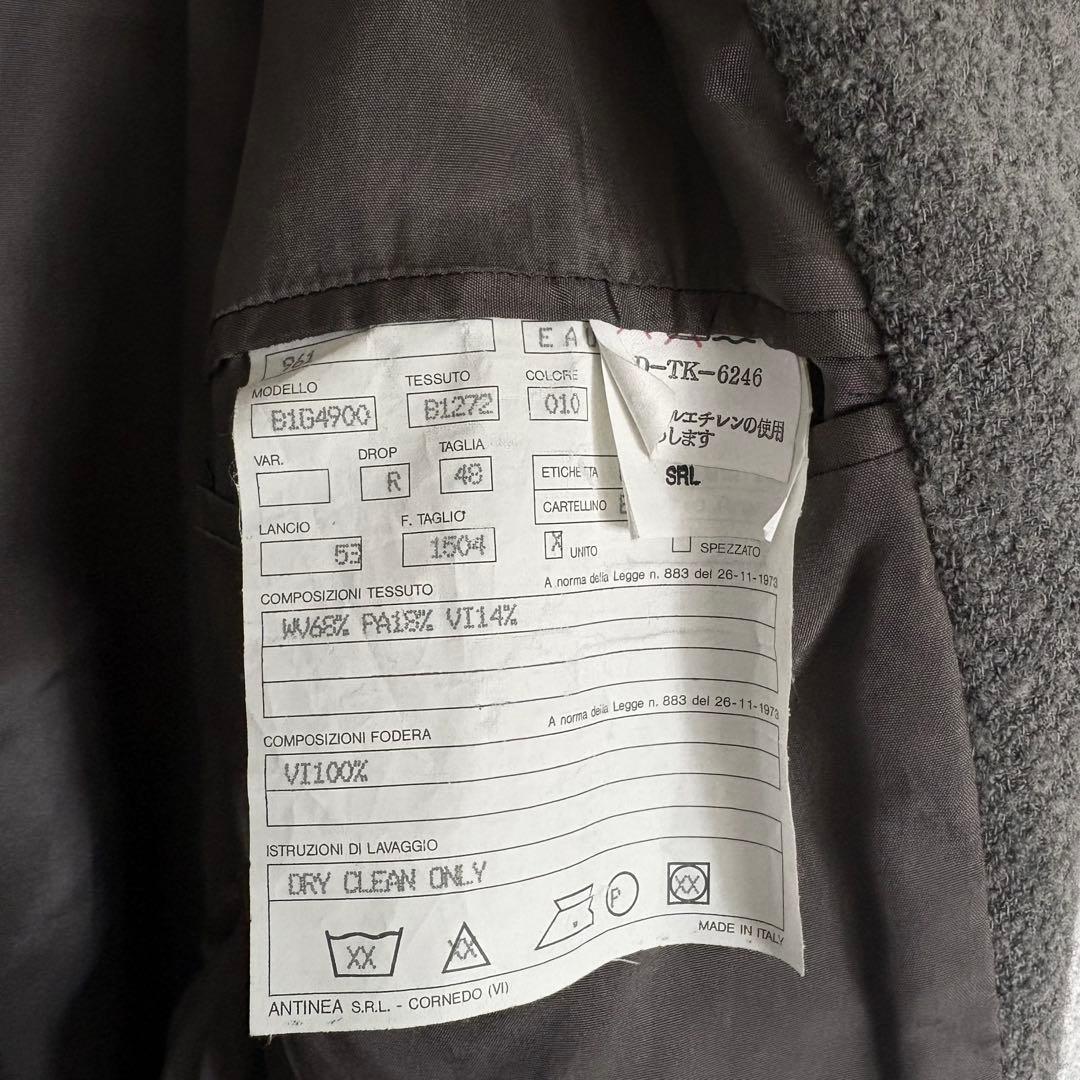 961
EAU
MODELLO
TESSUTO
COLORE
D-TK-6246
B1G4900
B1272
010
ルエチレンの使用
します
VAR.
DROP
TAGLIA
R
48
ETICHETTA
SRL
CARTELLINO
LANCIO
F. TAGLIO
53
1504
X UNITO
SPEZZATO
COMPOSIZIONI TESSUTO
A norma della Legge n. 883 del 26-11-1973
WV68% PA18% VI14%
A norma della Legge n. 883 del 26-11-1973
COMPOSIZIONI FODERA
VI100%
ISTRUZIONI DI LAVAGGIO
DRY CLEAN ONLY
XX
XX
P
XX
MADE IN ITALY
ANTINEA S.R.L. - CORNEDO (VI)